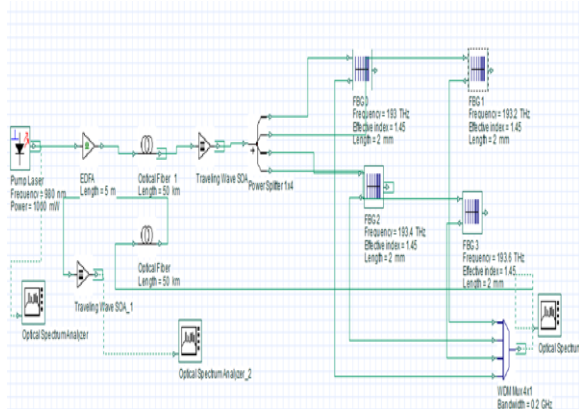 FBG 0
Frequency = 193 THz
Effective index = 1.45
Length = 2 mm
FBG 1
Frequency = 193.2 THz
Effective index = 1.45
Length = 2 mm
Pump Laser
Frequency = 980 nm
Power = 1000 mW
EDFA
Length = 5 m
Optical Fiber 1
Length = 50 km
Traveling Wave SOA
Power Splitter 1x4
FBG 2
Frequency = 193.4 THz
Effective index = 1.45
Length = 2 mm
FBG 3
Frequency = 193.6 THz
Effective index = 1.45
Length = 2 mm
Optical Fiber
Length = 50 km
Traveling Wave SOA_1
Optical Spectrum Analyzer
Optical Spectrum Analyzer_2
Optical Spectrum
WDM Mux 4x1
Bandwidth = 0.2 GHz